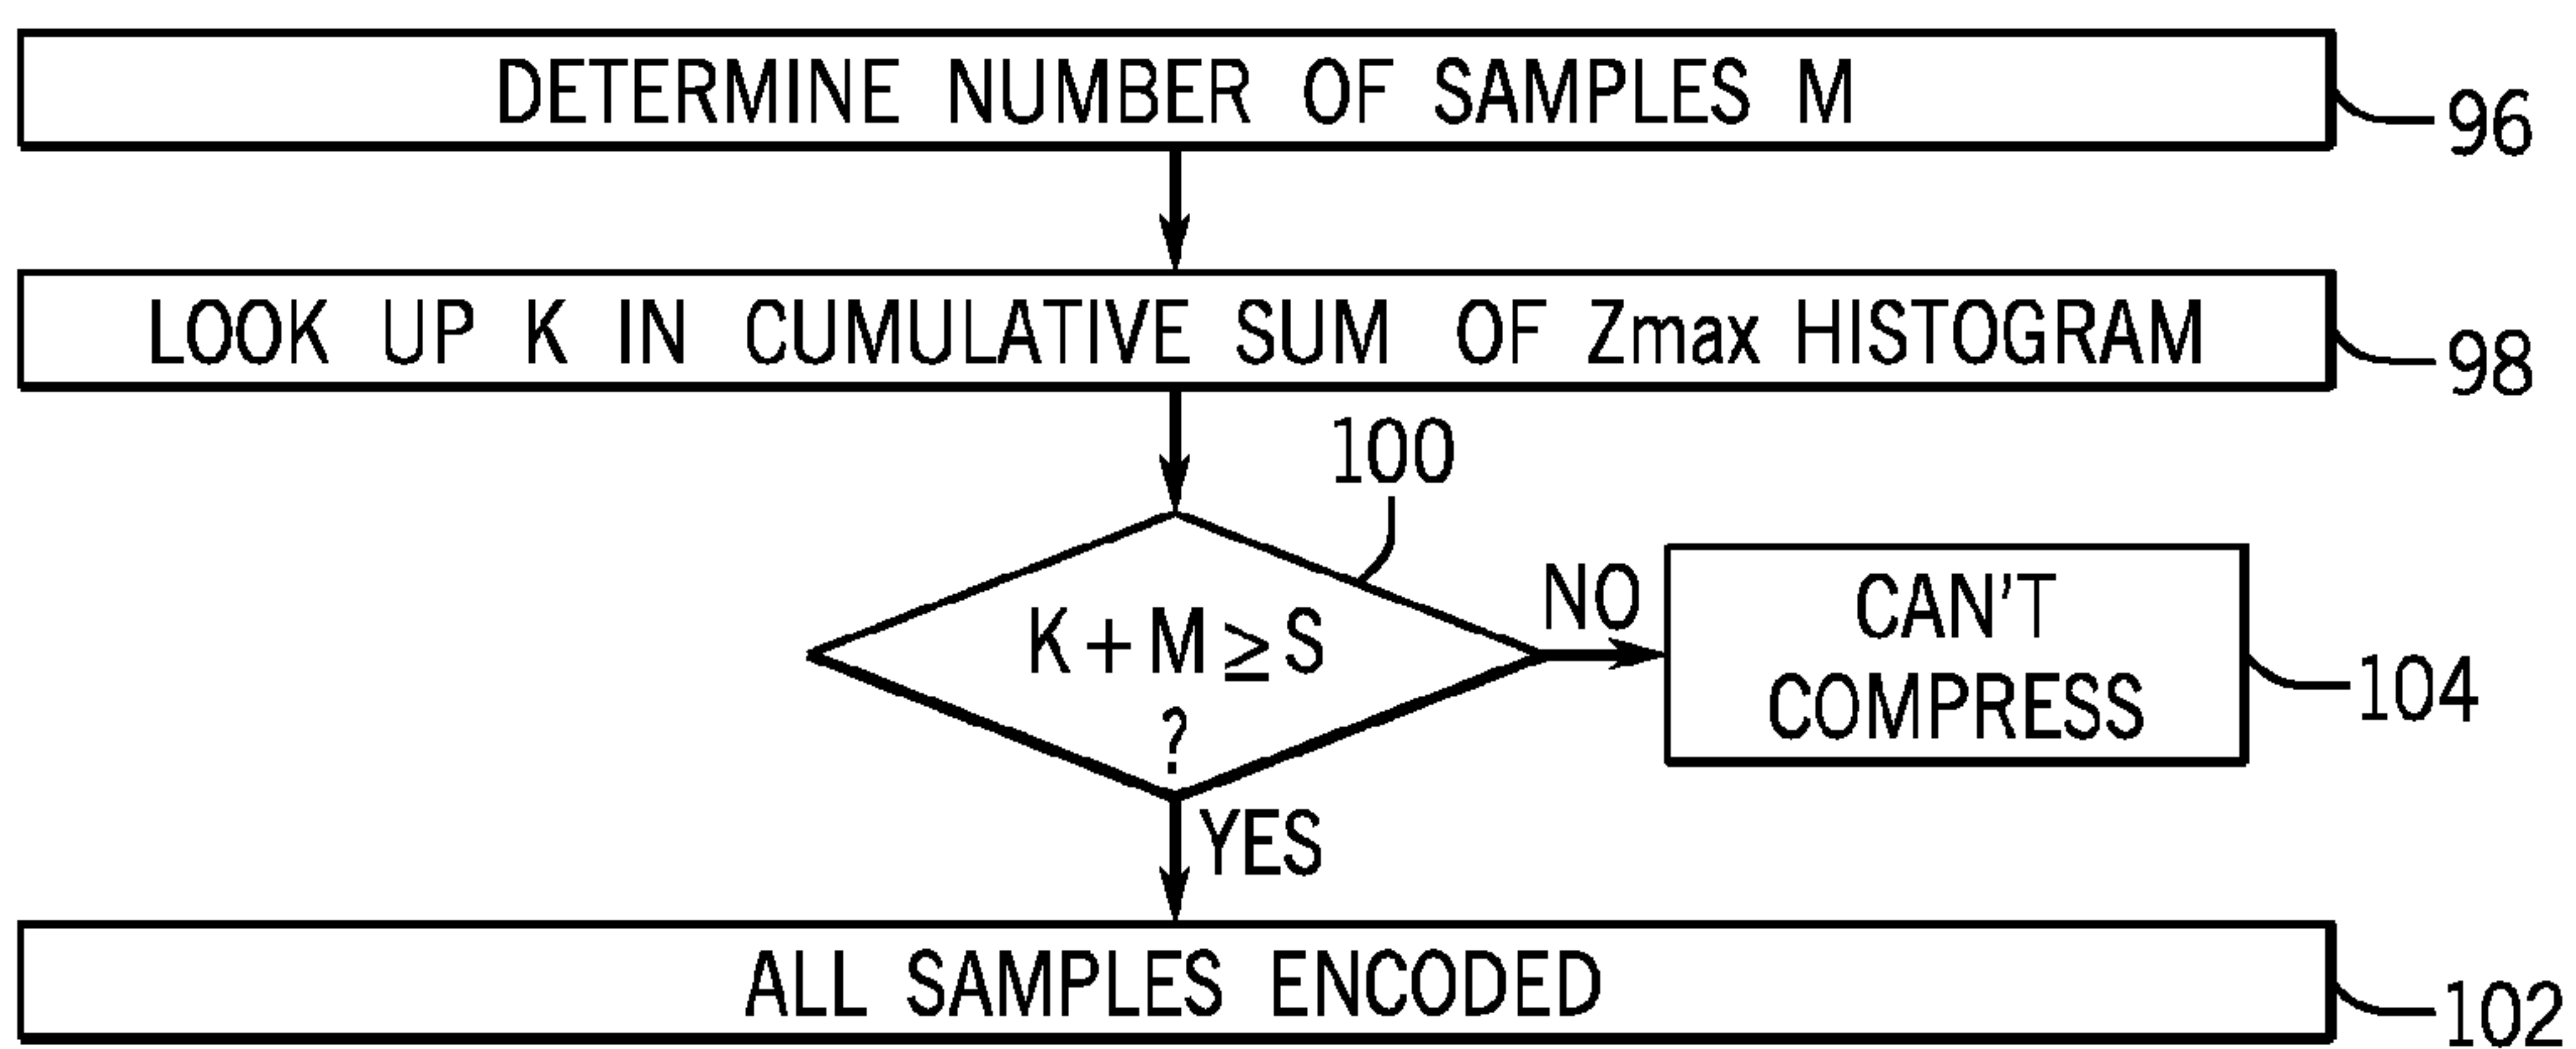 DETERMINE NUMBER OF SAMPLES M
96
LOOK UP K IN CUMULATIVE SUM OF Zmax HISTOGRAM
98
100
K+M≥S
?
NO
CAN'T
COMPRESS
104
YES
ALL SAMPLES ENCODED
102